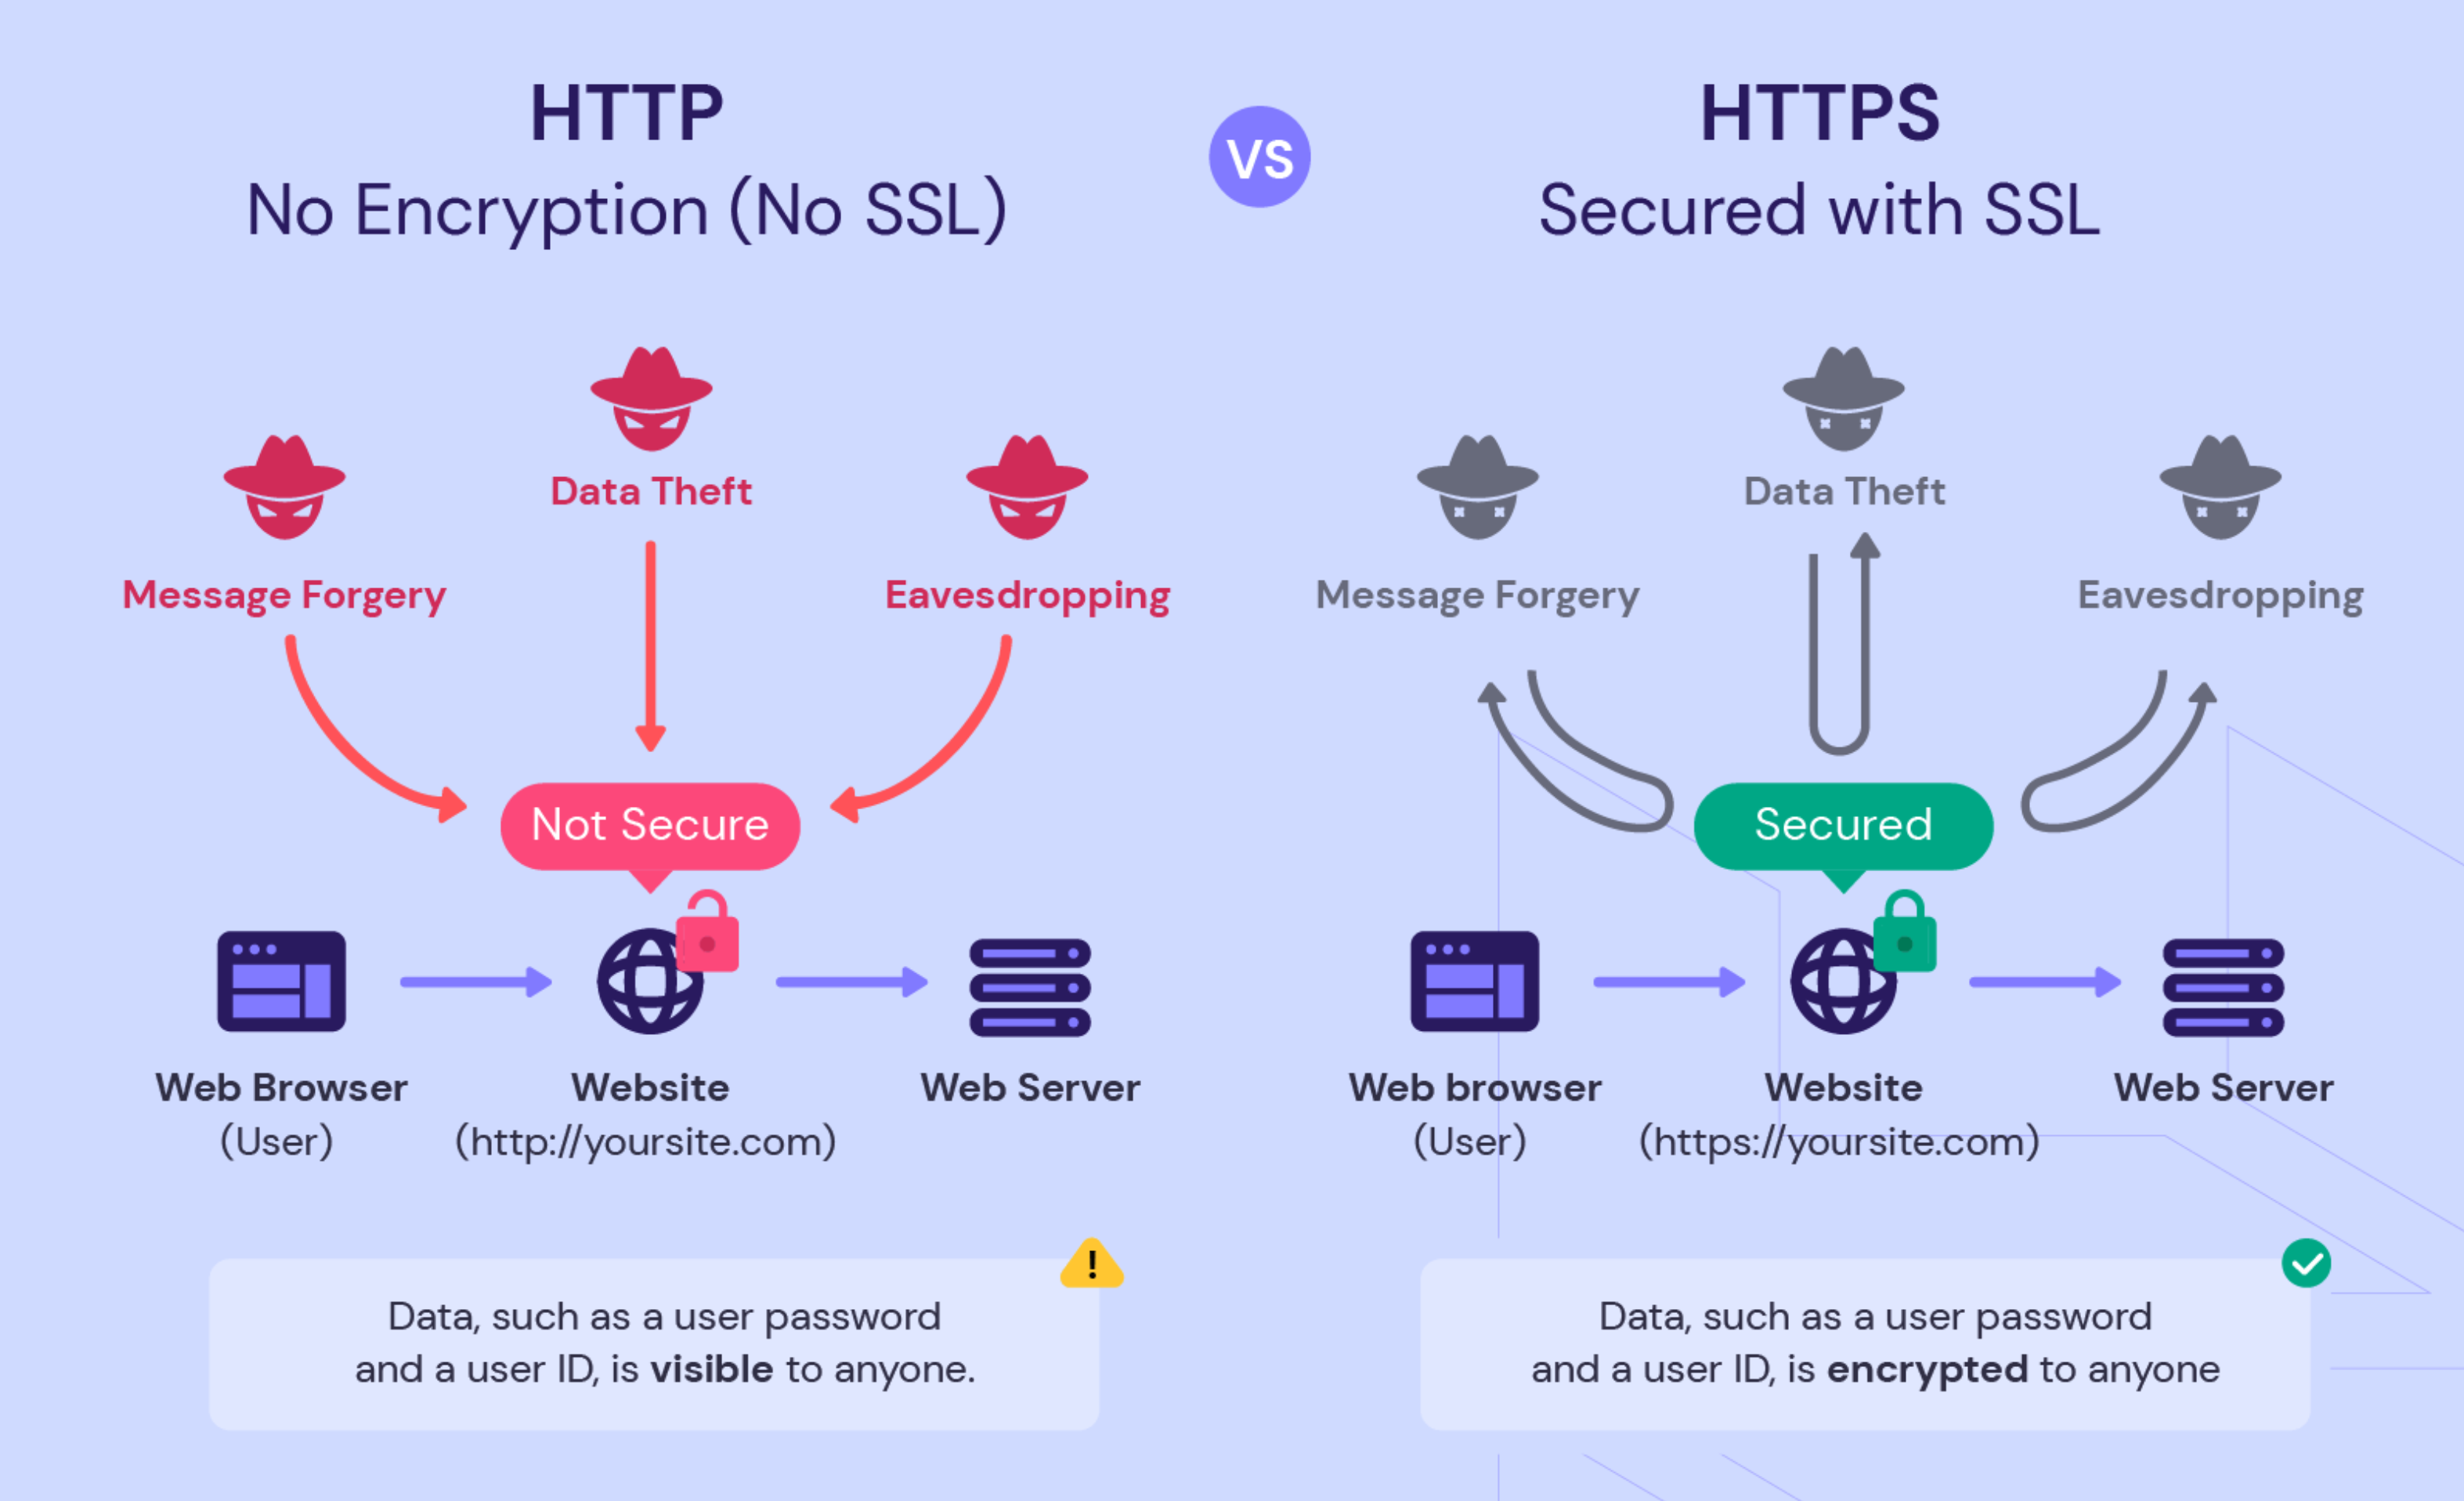 HTTP
No Encryption (No SSL)
Data Theft
Message Forgery
Eavesdropping
Not Secure
Web Browser
(User)
Website
(http://yoursite.com)
Web Server
!
Data, such as a user password
and a user ID, is visible to anyone.
VS
HTTPS
Secured with SSL
Data Theft
Message Forgery
Eavesdropping
Secured
Web browser
(User)
Website
(https://yoursite.com)
Web Server
Data, such as a user password
and a user ID, is encrypted to anyone